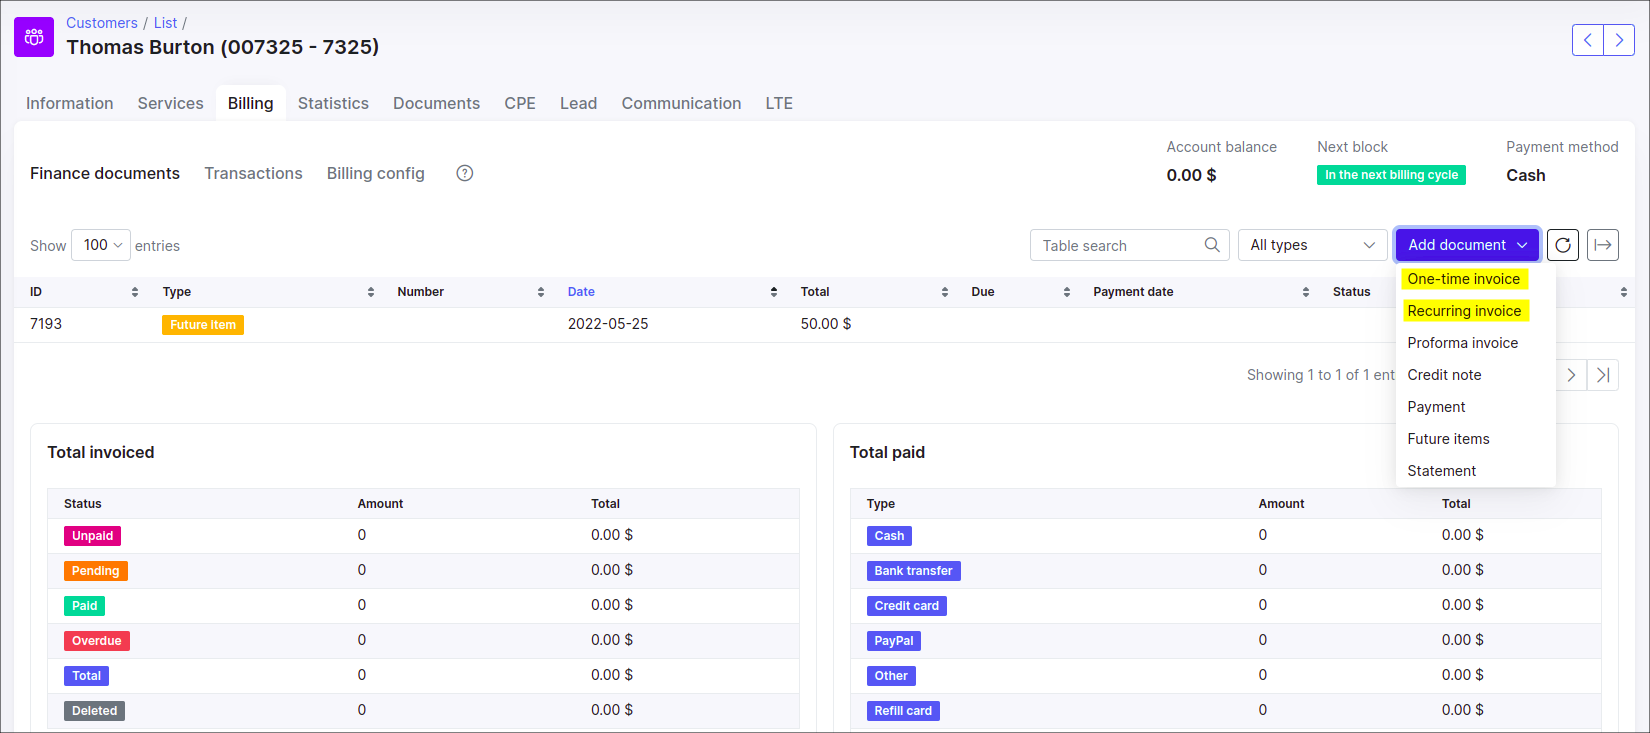 Customers / List /
Thomas Burton (007325 - 7325)
Information Services Billing Statistics Documents CPE Lead Communication LTE
Account balance Next block Payment method
Finance documents Transactions Billing config ?
0.00 $ In the next billing cycle Cash
Show 100 entries Table search All types Add document
One-time invoice
Recurring invoice
Proforma invoice
Credit note
Payment
Future items
Statement
ID Type Number Date Total Due Payment date Status
7193 Future Item 2022-05-25 50.00 $
Showing 1 to 1 of 1 ent
Total invoiced
Status Amount Total
Unpaid 0 0.00 $
Pending 0 0.00 $
Paid 0 0.00 $
Overdue 0 0.00 $
Total 0 0.00 $
Deleted 0 0.00 $
Total paid
Type Amount Total
Cash 0 0.00 $
Bank transfer 0 0.00 $
Credit card 0 0.00 $
PayPal 0 0.00 $
Other 0 0.00 $
Refill card 0 0.00 $